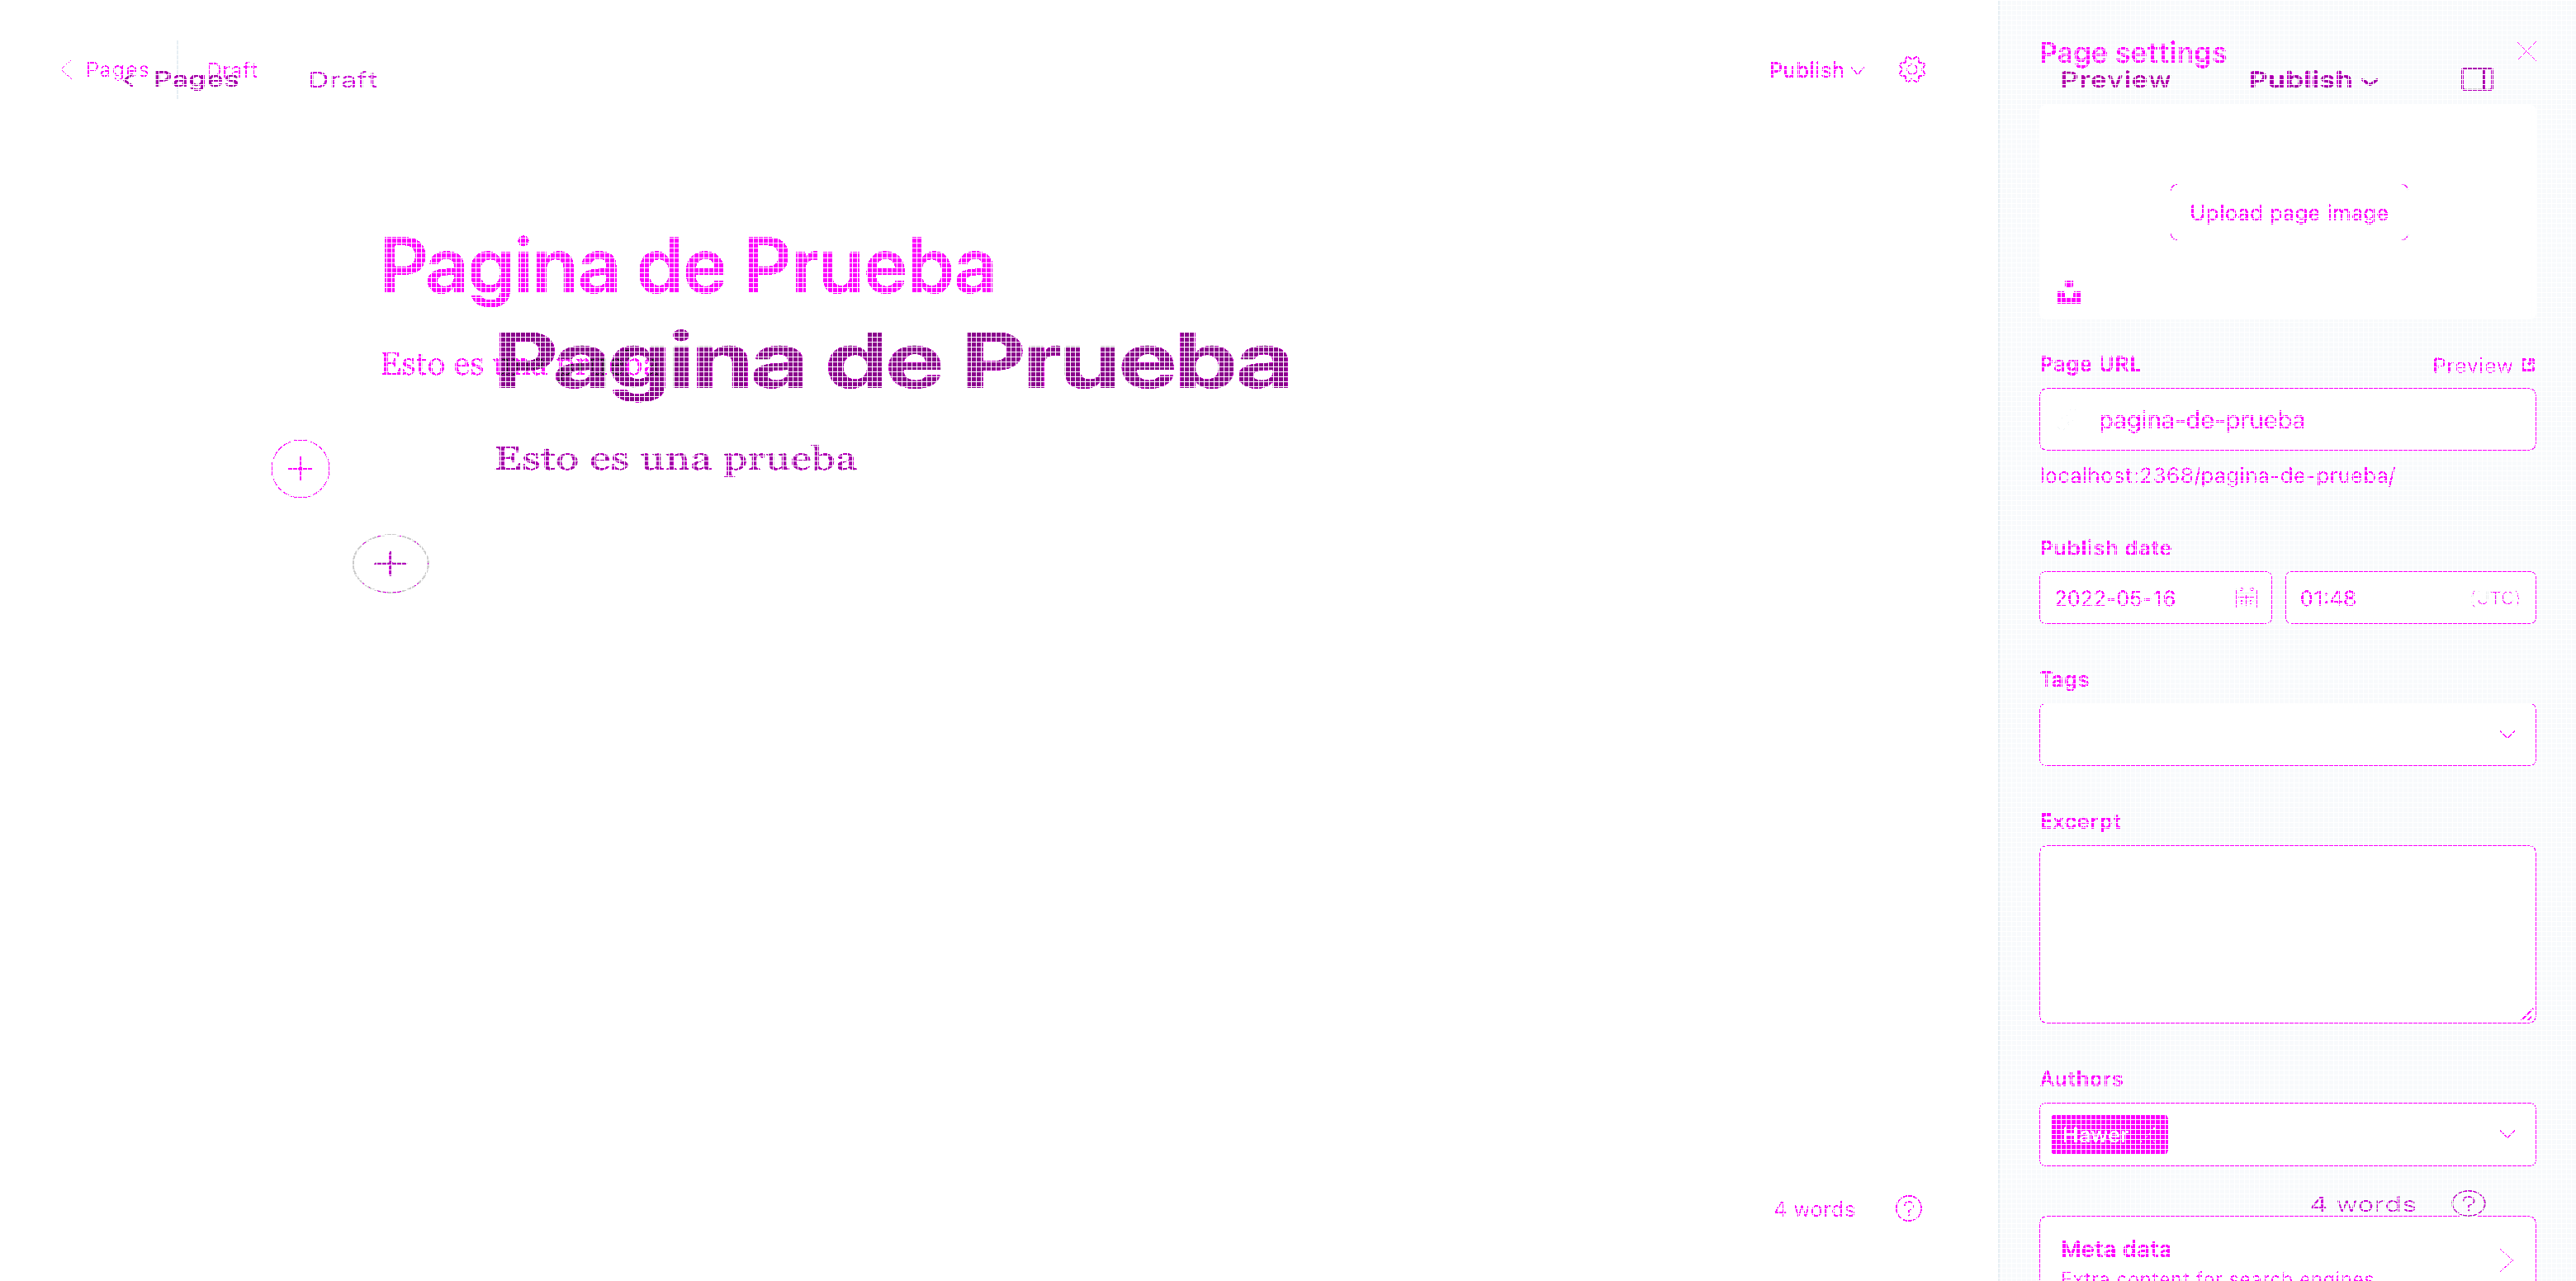 Pages Draft
Pages Draft
Publish
Page settings
Preview Publish
Upload page image
Pagina de Prueba
Esto es una
Pagina de Prueba
Esto es una prueba
Page URL Preview
pagina-de-prueba
localhost:2368/pagina-de-prueba/
Publish date
2022-05-16 01:48 (UTC)
Tags
Excerpt
Authors
Hawer
4 words
4 words
Meta data
Extra content for search engines